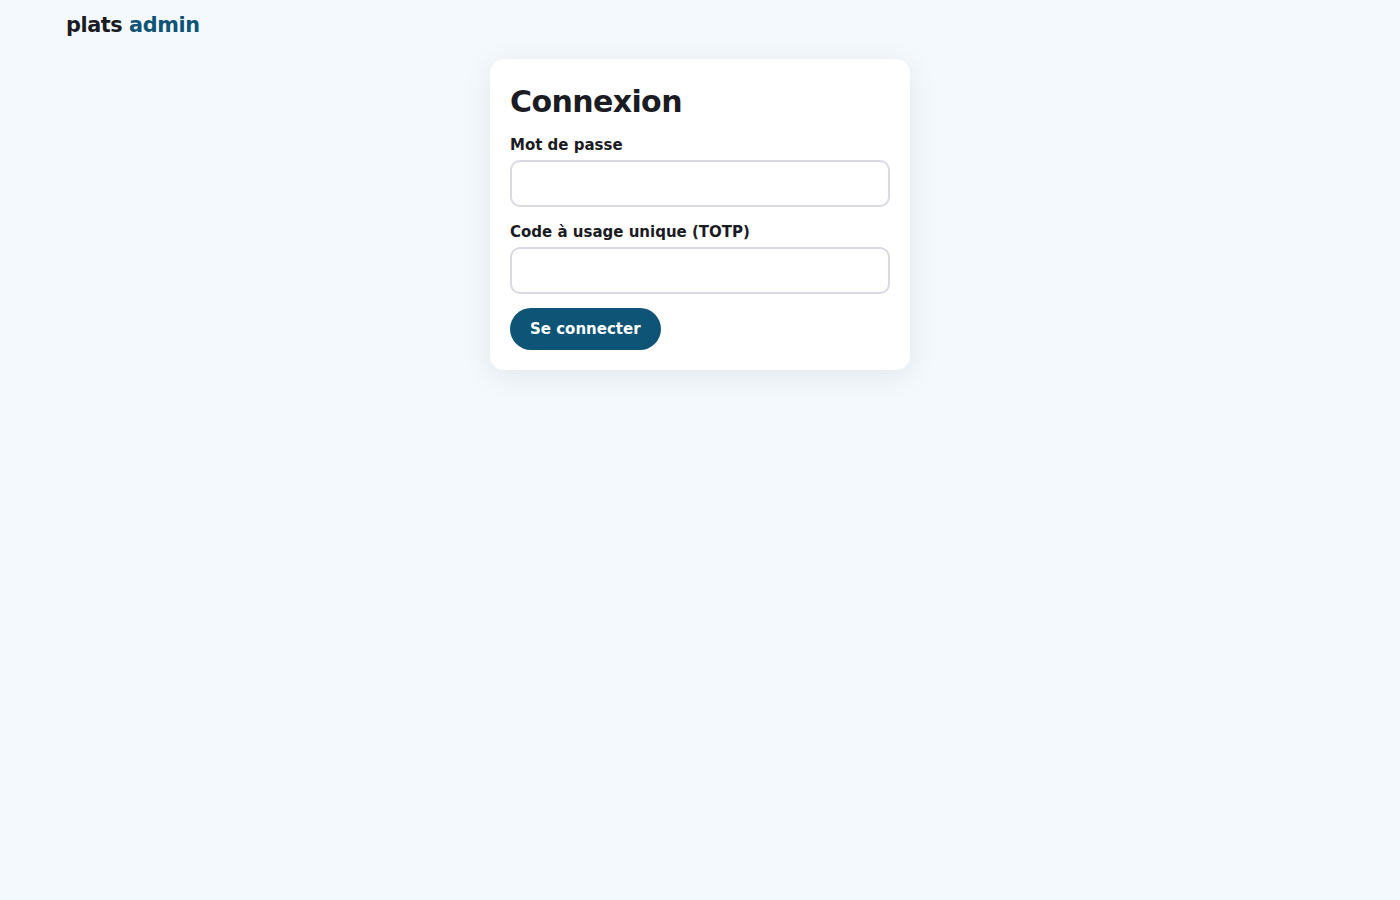 plats admin
Connexion
Mot de passe
Code à usage unique (TOTP)
Se connecter